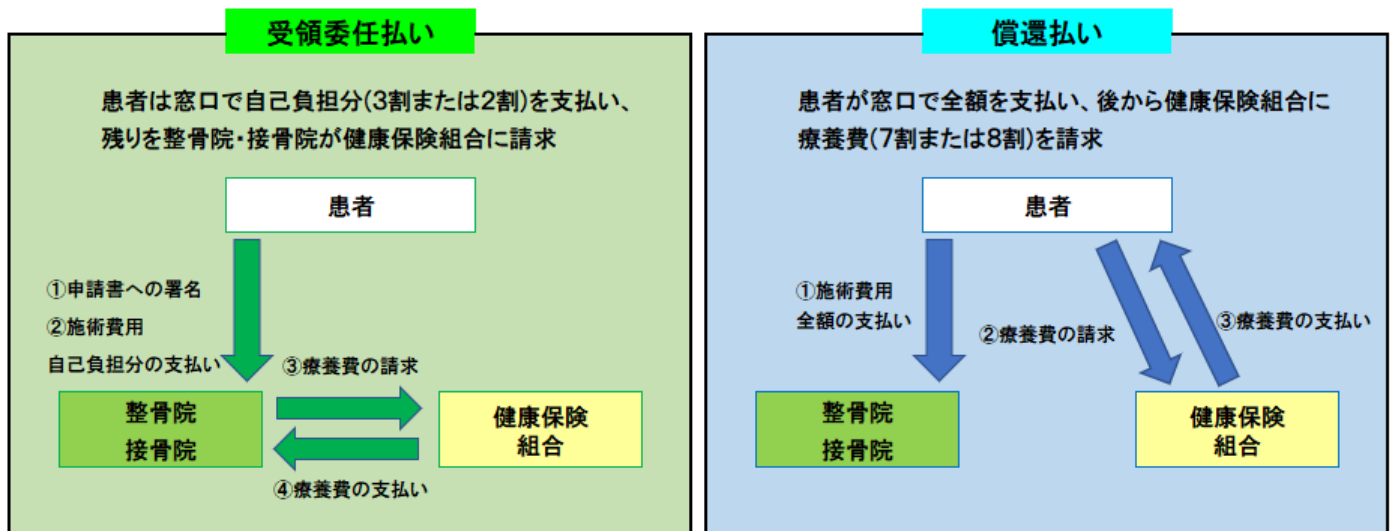 受領委任払い
患者は窓口で自己負担分(3割または2割)を支払い、
残りを整骨院・接骨院が健康保険組合に請求
患者
①申請書への署名
②施術費用
自己負担分の支払い
③療養費の請求
整骨院
接骨院
健康保険
組合
④療養費の支払い
償還払い
患者が窓口で全額を支払い、後から健康保険組合に
療養費(7割または8割)を請求
患者
①施術費用
全額の支払い
②療養費の請求
③療養費の支払い
整骨院
接骨院
健康保険
組合